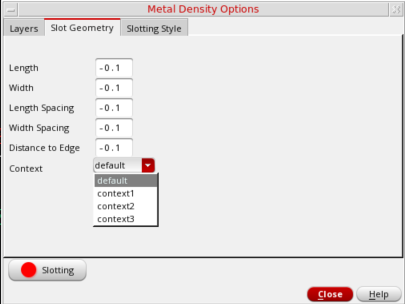 Metal Density Options
Layers Slot Geometry Slotting Style
Length -0.1
Width -0.1
Length Spacing -0.1
Width Spacing -0.1
Distance to Edge -0.1
Context default
default
context1
context2
context3
Slotting
Close Help